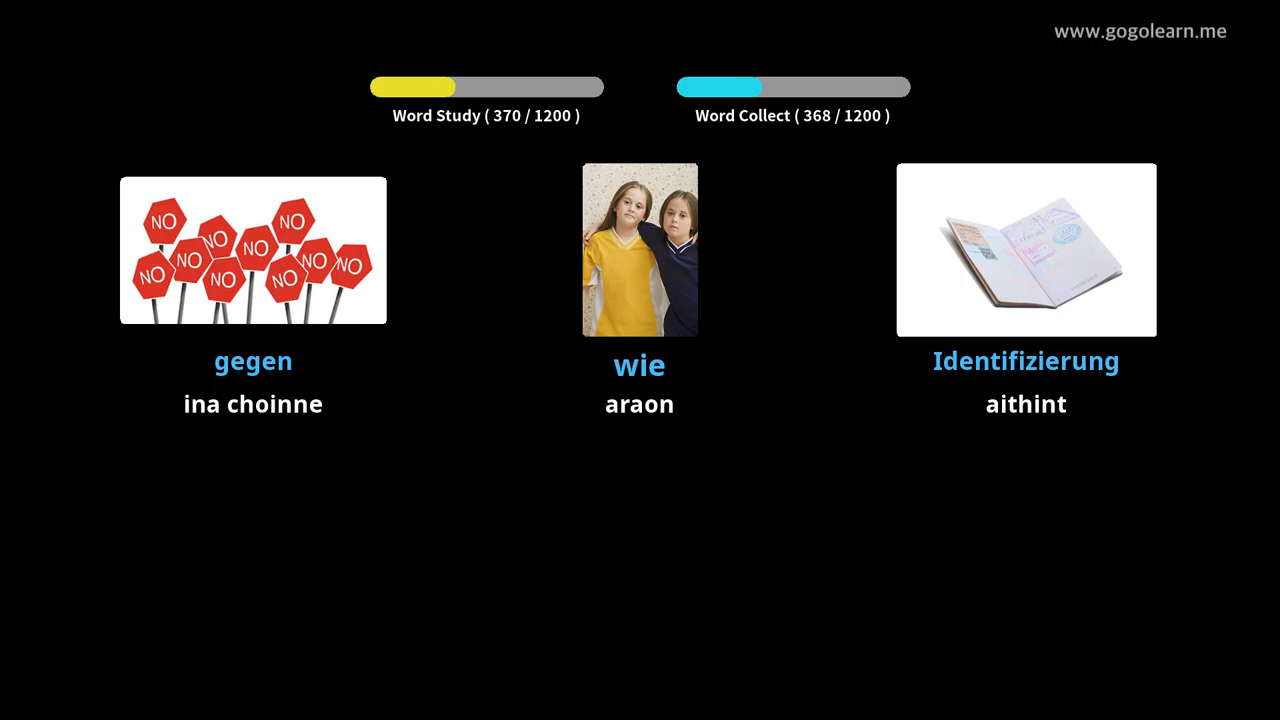 www.gogolearn.me
Word Study ( 370 / 1200 )
Word Collect ( 368 / 1200 )
NO
NO
NO
NO
NO
NO
NO
NO
NO
NO
gegen
wie
Identifizierung
ina choinne
araon
aithint